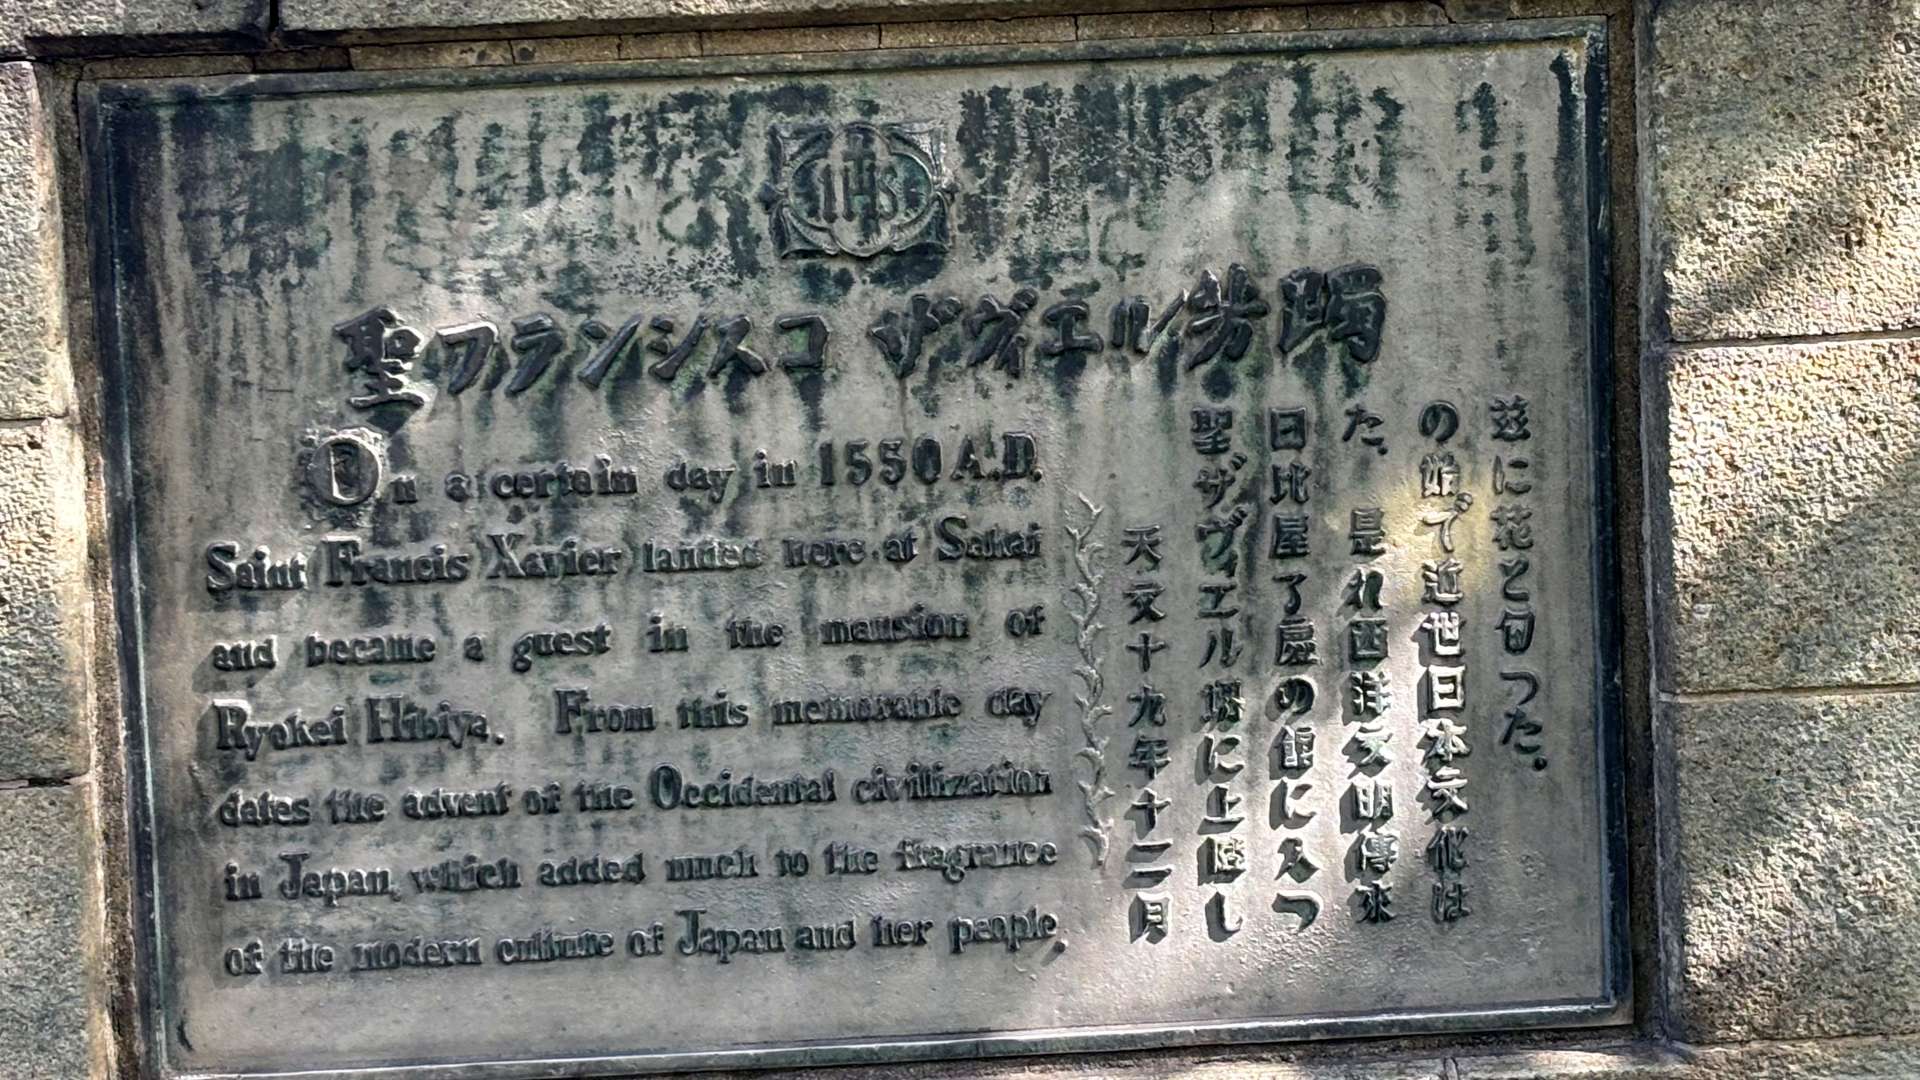 IHS
聖フランシスコ ザヴィエル芳躅
On a certain day in 1550 A.D.
Saint Francis Xavier landed here at Sakai
and became a guest in the mansion of
Ryokei Hibiya. From this memorable day
dates the advent of the Occidental civilization
in Japan, which added much to the fragrance
of the modern culture of Japan and her people.
天文十九年十二月
聖ザヴィエル堺に上陸し
日比屋了慶の館に入つ
た、是れ西洋文明傳來
の始で近世日本文化は
茲に花と匂つた。